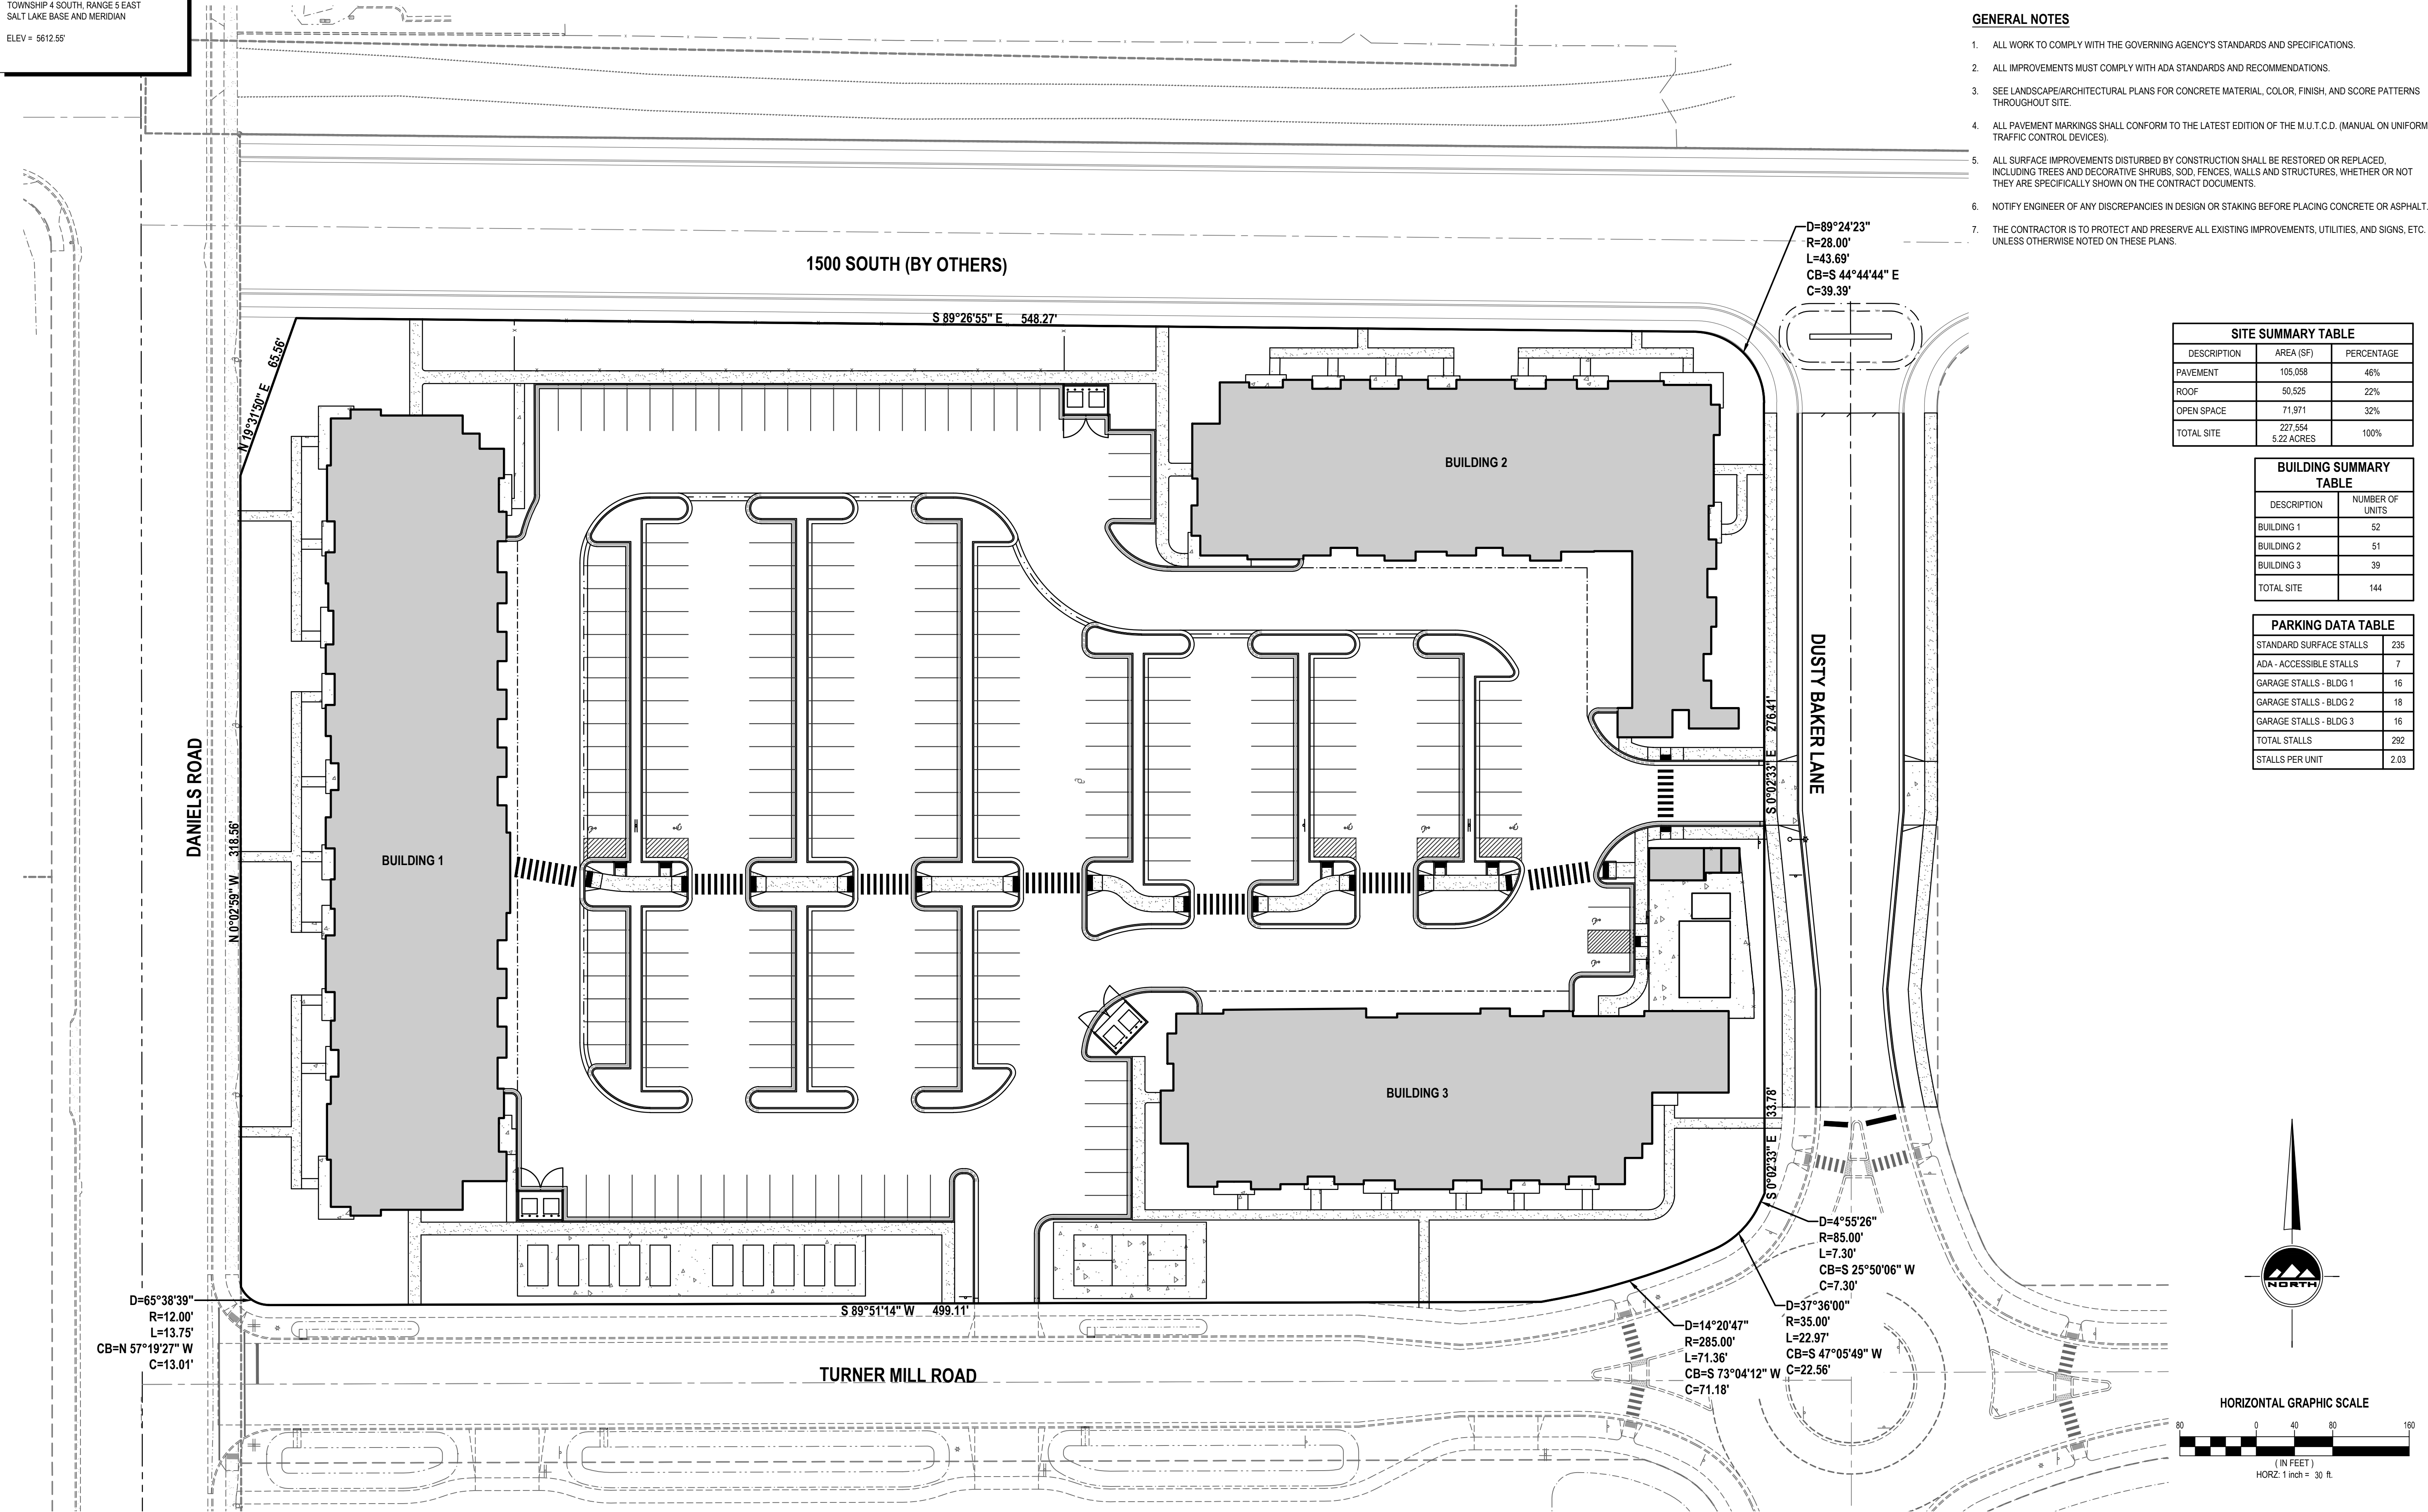 TOWNSHIP 4 SOUTH, RANGE 5 EAST
SALT LAKE BASE AND MERIDIAN
ELEV = 5612.55'
GENERAL NOTES
1. ALL WORK TO COMPLY WITH THE GOVERNING AGENCY'S STANDARDS AND SPECIFICATIONS.
2. ALL IMPROVEMENTS MUST COMPLY WITH ADA STANDARDS AND RECOMMENDATIONS.
3. SEE LANDSCAPE/ARCHITECTURAL PLANS FOR CONCRETE MATERIAL, COLOR, FINISH, AND SCORE PATTERNS
THROUGHOUT SITE.
4. ALL PAVEMENT MARKINGS SHALL CONFORM TO THE LATEST EDITION OF THE M.U.T.C.D. (MANUAL ON UNIFORM
TRAFFIC CONTROL DEVICES).
5. ALL SURFACE IMPROVEMENTS DISTURBED BY CONSTRUCTION SHALL BE RESTORED OR REPLACED,
INCLUDING TREES AND DECORATIVE SHRUBS, SOD, FENCES, WALLS AND STRUCTURES, WHETHER OR NOT
THEY ARE SPECIFICALLY SHOWN ON THE CONTRACT DOCUMENTS.
6. NOTIFY ENGINEER OF ANY DISCREPANCIES IN DESIGN OR STAKING BEFORE PLACING CONCRETE OR ASPHALT.
7. THE CONTRACTOR IS TO PROTECT AND PRESERVE ALL EXISTING IMPROVEMENTS, UTILITIES, AND SIGNS, ETC.
UNLESS OTHERWISE NOTED ON THESE PLANS.
1500 SOUTH (BY OTHERS)
D=89°24'23"
R=28.00'
L=43.69'
CB=S 44°44'44" E
C=39.39'
S 89°26'55" E 548.27'
N 19°31'50" E 65.56'
SITE SUMMARY TABLE
DESCRIPTION AREA (SF) PERCENTAGE
PAVEMENT 105,058 46%
ROOF 50,525 22%
OPEN SPACE 71,971 32%
TOTAL SITE 227,554 5.22 ACRES 100%
BUILDING SUMMARY
TABLE
DESCRIPTION NUMBER OF UNITS
BUILDING 1 52
BUILDING 2 51
BUILDING 3 39
TOTAL SITE 144
PARKING DATA TABLE
STANDARD SURFACE STALLS 235
ADA - ACCESSIBLE STALLS 7
GARAGE STALLS - BLDG 1 16
GARAGE STALLS - BLDG 2 18
GARAGE STALLS - BLDG 3 16
TOTAL STALLS 292
STALLS PER UNIT 2.03
BUILDING 2
DUSTY BAKER LANE
S 0°02'33" E 276.41'
DANIELS ROAD
N 0°02'59" W 318.56'
BUILDING 1
BUILDING 3
S 0°02'33" E 33.78'
D=4°55'26"
R=85.00'
L=7.30'
CB=S 25°50'06" W
C=7.30'
D=37°36'00"
R=35.00'
L=22.97'
CB=S 47°05'49" W
C=22.56'
D=14°20'47"
R=285.00'
L=71.36'
CB=S 73°04'12" W
C=71.18'
D=65°38'39"
R=12.00'
L=13.75'
CB=N 57°19'27" W
C=13.01'
S 89°51'14" W 499.11'
TURNER MILL ROAD
NORTH
HORIZONTAL GRAPHIC SCALE
80 0 40 80 160
( IN FEET )
HORZ: 1 inch = 30 ft.